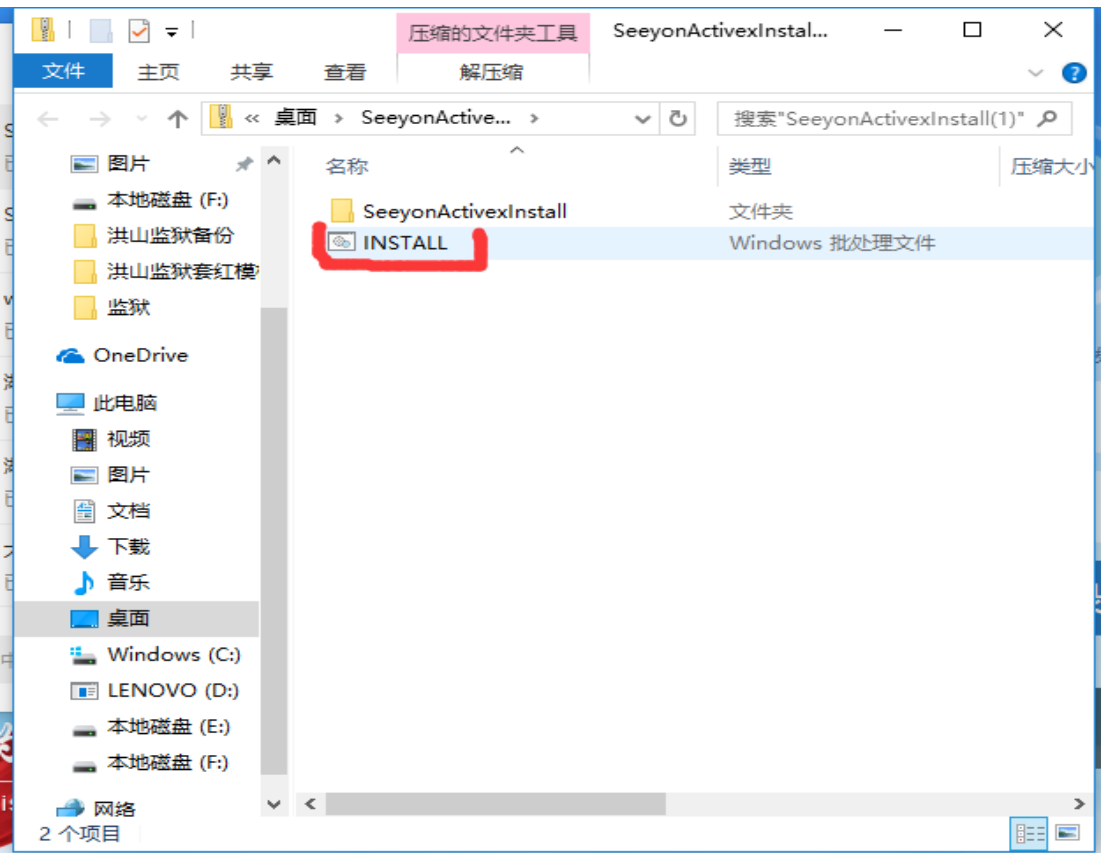 压缩的文件夹工具
SeeyonActivexInstal...
文件 主页 共享 查看 解压缩
« 桌面 › SeeyonActive... ›
搜索"SeeyonActivexInstall(1)"
图片
本地磁盘 (F:)
洪山监狱备份
洪山监狱套红模
监狱
OneDrive
此电脑
视频
图片
文档
下载
音乐
桌面
Windows (C:)
LENOVO (D:)
本地磁盘 (E:)
本地磁盘 (F:)
网络
名称 类型 压缩大小
SeeyonActivexInstall 文件夹
INSTALL Windows 批处理文件
2 个项目